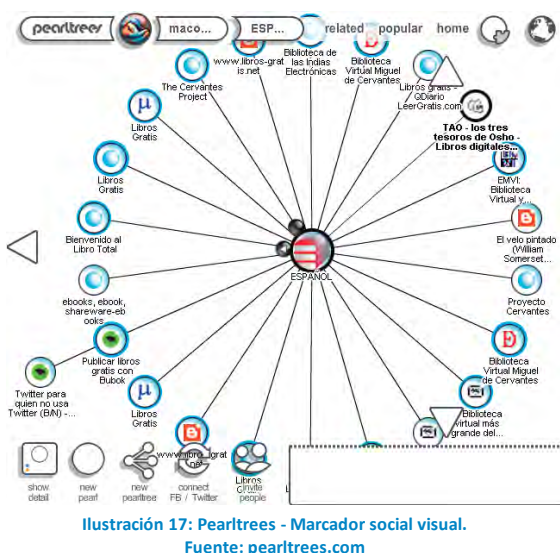 pearltrees
maco...
ESP...
related
popular
home
www.libros-grat
is.net
Biblioteca de
las Indias
Electrónicas
Biblioteca
Virtual Miguel
de Cervantes
Libros gratis -
QDiario
LeerGratis.com
The Cervantes
Project
TAO - los tres
tesoros de Osho -
Libros digitales...
Libros
Gratis
EMVI:
Biblioteca
Virtual y...
Libros
Gratis
El velo pintado
(William
Somerset...
Bienvenido al
Libro Total
ESPAÑOL
Proyecto
Cervantes
ebooks, ebook,
shareware-eb
ooks...
Biblioteca
Virtual Miguel
de Cervantes
Publicar libros
gratis con
Bubok
Twitter para
quien no usa
Twitter (B/N) -...
Libros
Gratis
Biblioteca
virtual más
grande del...
Libros
show
detail
new
pearl
new
pearltree
connect
FB / Twitter
invite
people
Ilustración 17: Pearltrees - Marcador social visual.
Fuente: pearltrees.com